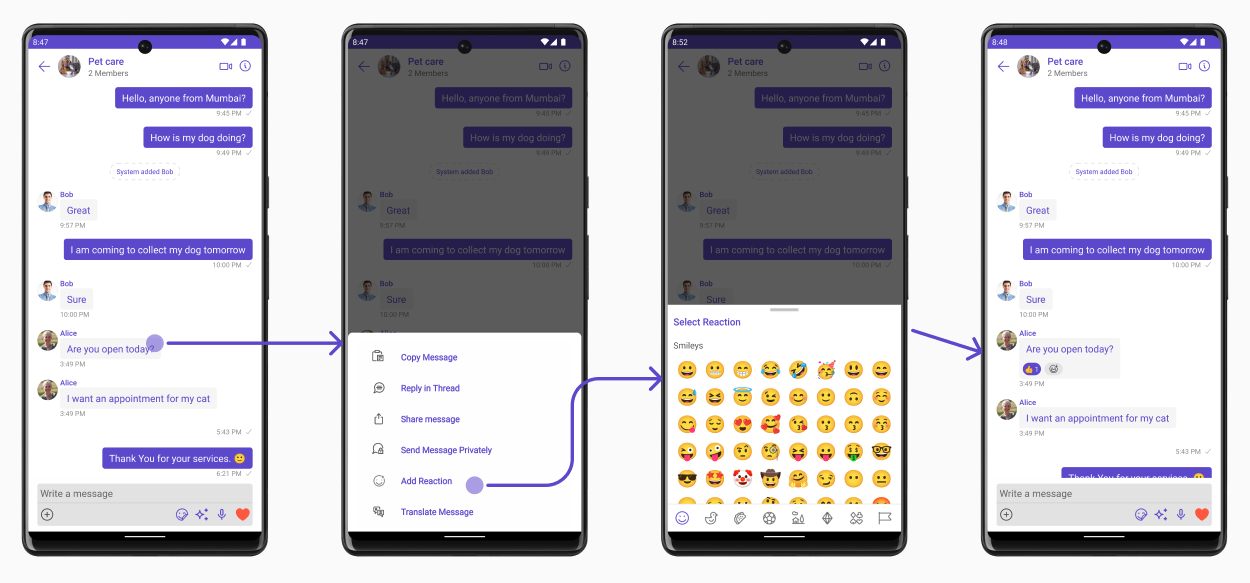 8:47
Pet care
2 Members
Hello, anyone from Mumbai?
9:45 PM
How is my dog doing?
9:49 PM
System added Bob
Bob
Great
9:57 PM
I am coming to collect my dog tomorrow
10:00 PM
Bob
Sure
10:00 PM
Alice
Are you open today?
3:49 PM
Alice
I want an appointment for my cat
3:49 PM
5:43 PM
Thank You for your services. 🙂
6:21 PM
Write a message
8:47
Pet care
2 Members
Hello, anyone from Mumbai?
9:45 PM
How is my dog doing?
9:49 PM
System added Bob
Bob
Great
9:57 PM
I am coming to collect my dog tomorrow
10:00 PM
Bob
Sure
10:00 PM
Alice
Copy Message
Reply in Thread
Share message
Send Message Privately
Add Reaction
Translate Message
8:52
Pet care
2 Members
Hello, anyone from Mumbai?
9:45 PM
How is my dog doing?
9:49 PM
System added Bob
Bob
Great
9:57 PM
I am coming to collect my dog tomorrow
10:00 PM
Bob
Sure
Select Reaction
Smileys
8:48
Pet care
2 Members
Hello, anyone from Mumbai?
9:45 PM
How is my dog doing?
9:49 PM
System added Bob
Bob
Great
9:57 PM
I am coming to collect my dog tomorrow
10:00 PM
Bob
Sure
10:00 PM
Alice
Are you open today?
👍 1
3:49 PM
Alice
I want an appointment for my cat
3:49 PM
5:43 PM
Thank You for your services. 🙂
Write a message